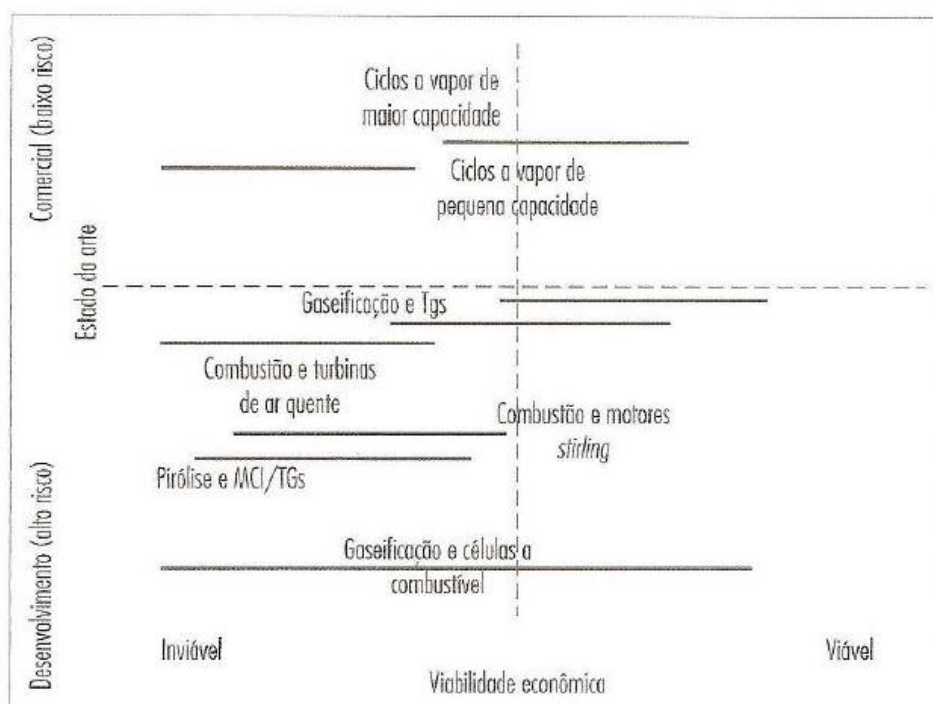 Comercial (baixo risco)
Estado da arte
Desenvolvimento (alto risco)
Ciclos a vapor de
maior capacidade
Ciclos a vapor de
pequena capacidade
Gaseificação e Tgs
Combustão e turbinas
de ar quente
Combustão e motores
stirling
Pirólise e MCI/TGs
Gaseificação e células a
combustível
Inviável
Viável
Viabilidade econômica